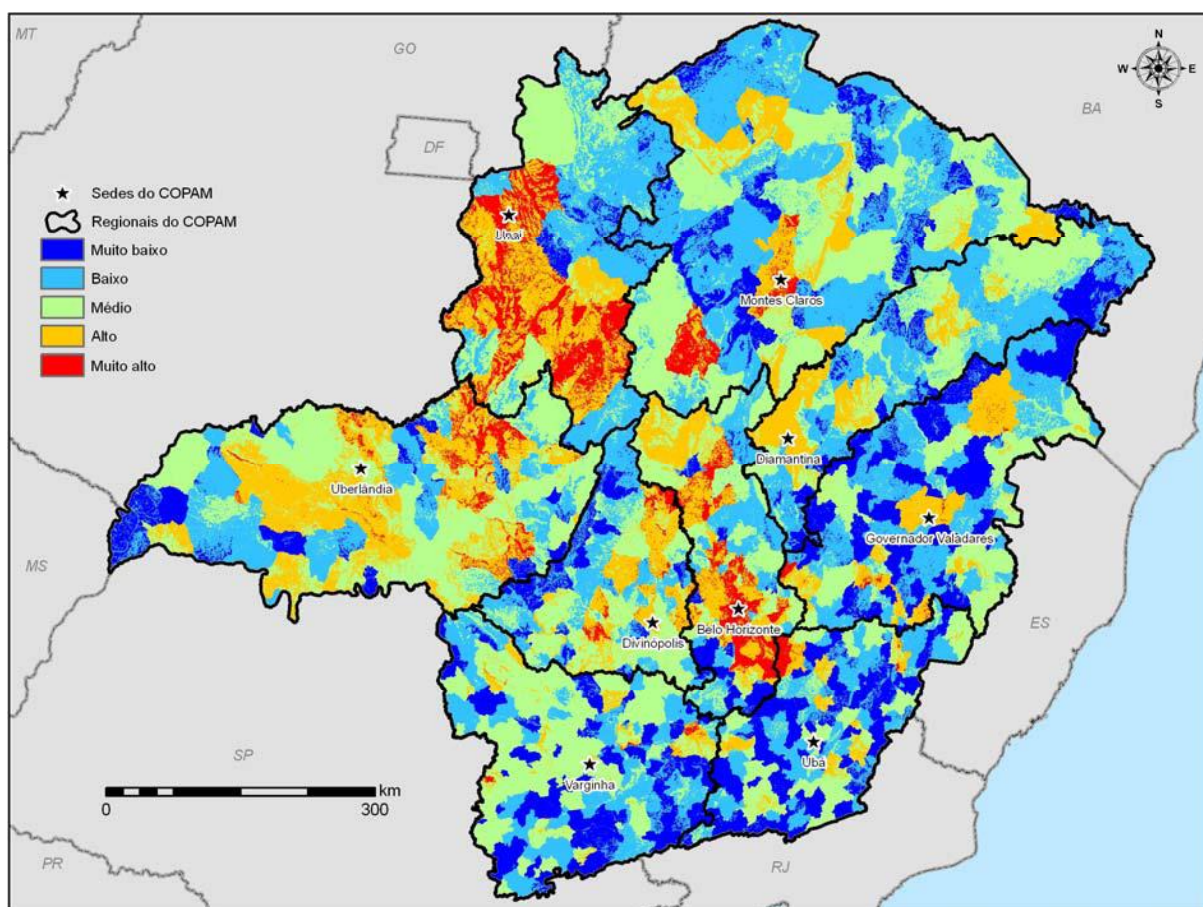 MT
GO
N
W
E
S
BA
DF
Sedes do COPAM
Regionais do COPAM
Muito baixo
Baixo
Médio
Alto
Muito alto
Unaí
Montes Claros
Diamantina
Uberlândia
Governador Valadares
MS
ES
Divinópolis
Belo Horizonte
SP
Varginha
Ubá
km
0
300
PR
RJ